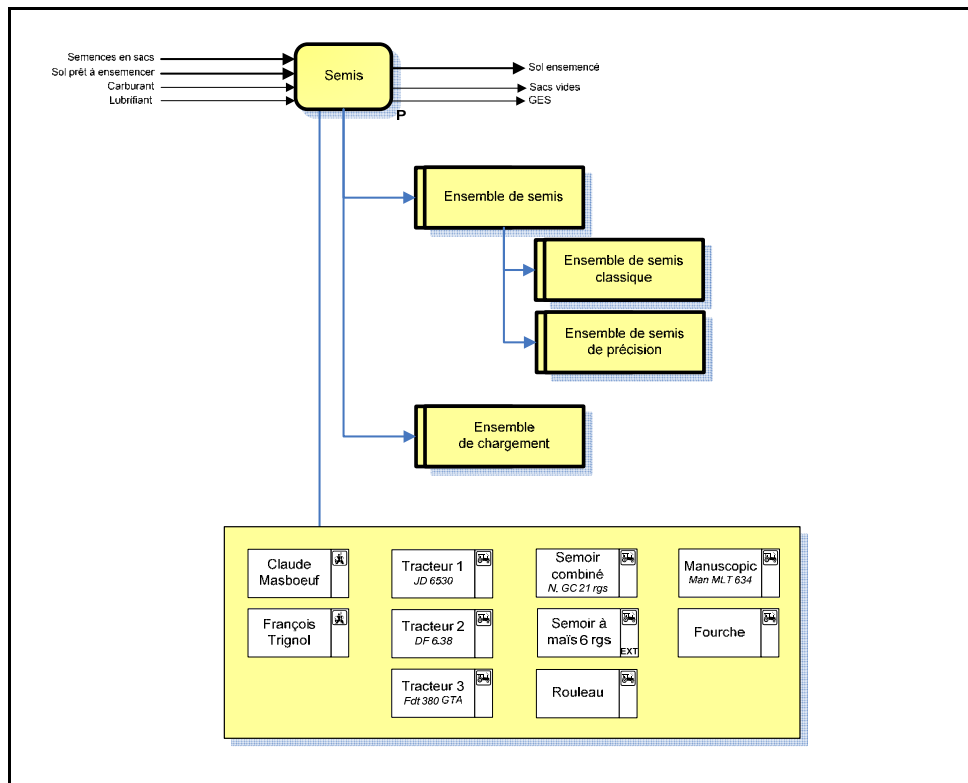 Semences en sacs
Sol prêt à ensemencer
Carburant
Lubrifiant
Semis
P
Sol ensemencé
Sacs vides
GES
Ensemble de semis
Ensemble de semis
classique
Ensemble de semis
de précision
Ensemble
de chargement
Claude
Masboeuf
Tracteur 1
JD 6530
Semoir
combiné
N. GC 21 rgs
Manuscopic
Man MLT 634
François
Trignol
Tracteur 2
DF 6.38
Semoir à
maïs 6 rgs
EXT
Fourche
Tracteur 3
Fdt 380 GTA
Rouleau